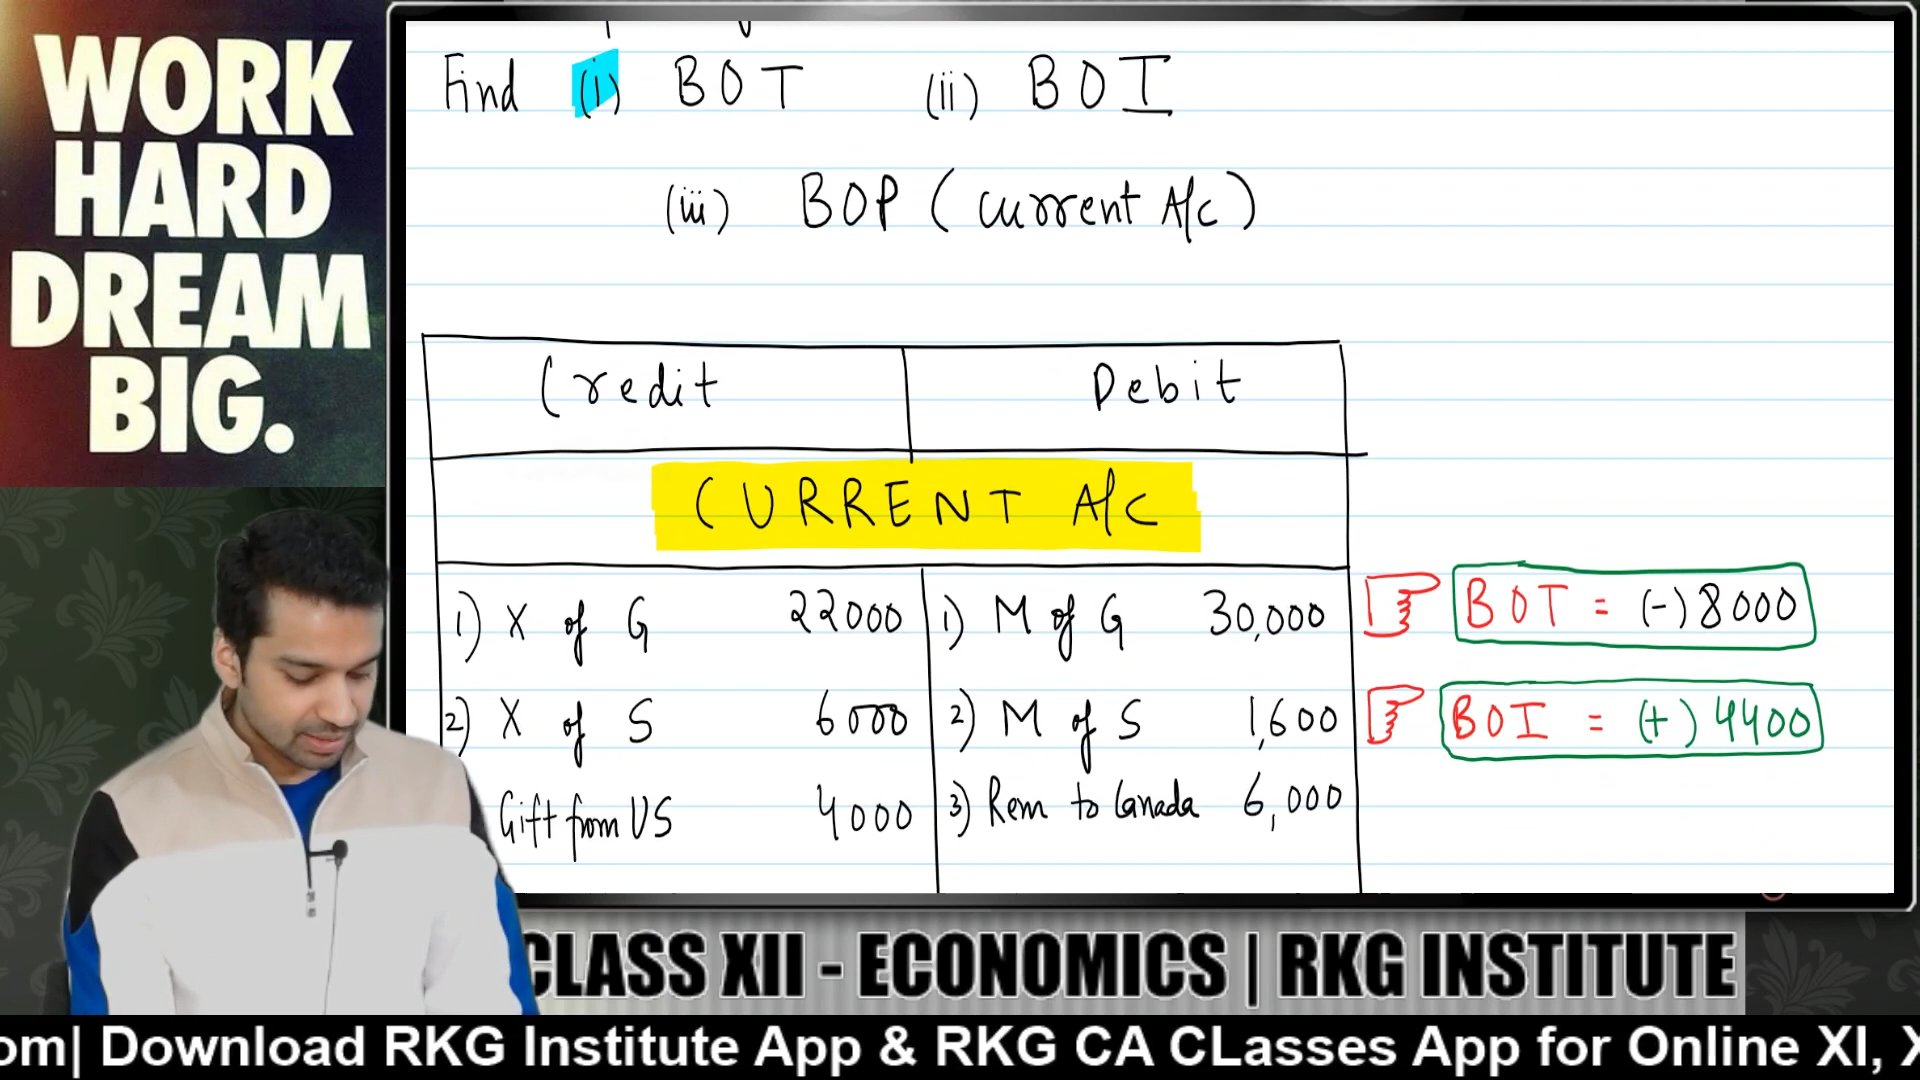 WORK
HARD
DREAM
BIG.
Find (i) BOT (ii) BOI
(iii) BOP (Current A/c)
Credit Debit
CURRENT A/C
1) X of G 22000 1) M of G 30,000 BOT = (-) 8000
2) X of S 6000 2) M of S 1,600 BOI = (+) 4400
Gift from US 4000 3) Rem to Canada 6,000
CLASS XII - ECONOMICS | RKG INSTITUTE
om| Download RKG Institute App & RKG CA CLasses App for Online XI, X